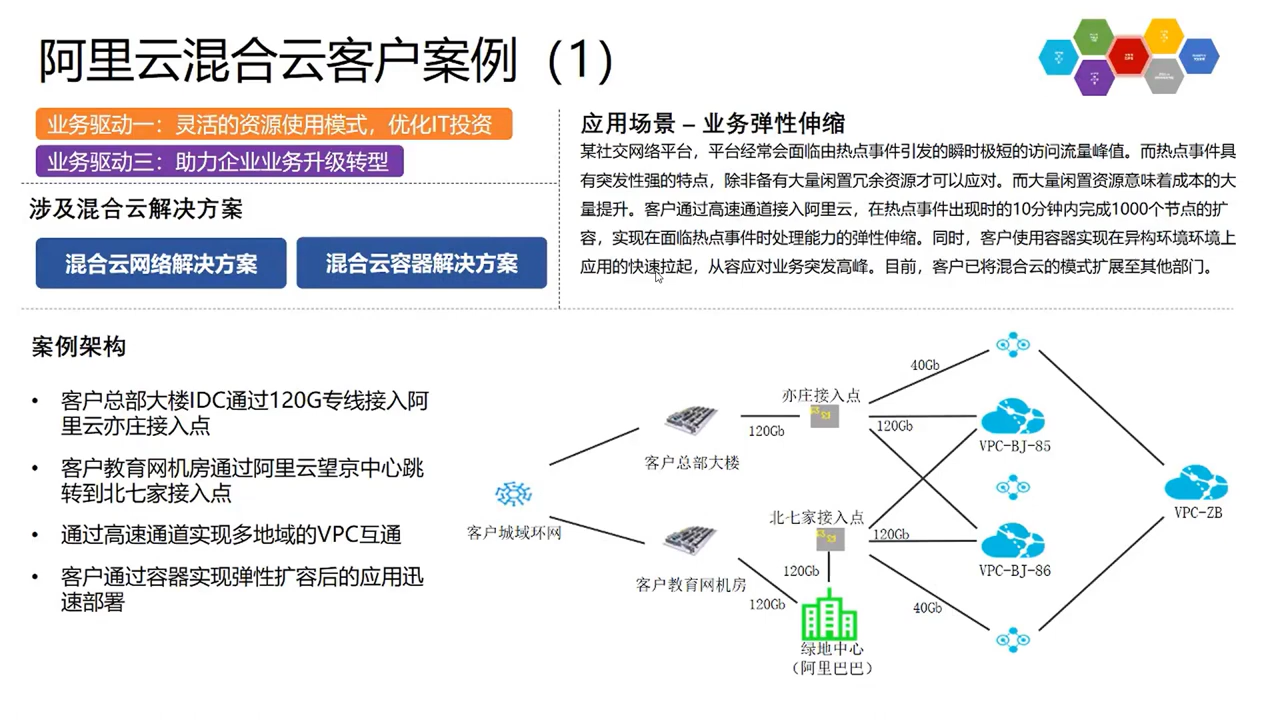 阿里云混合云客户案例（1）
业务驱动一：灵活的资源使用模式，优化IT投资
业务驱动三：助力企业业务升级转型
涉及混合云解决方案
混合云网络解决方案
混合云容器解决方案
应用场景 – 业务弹性伸缩
某社交网络平台，平台经常会面临由热点事件引发的瞬时极短的访问流量峰值。而热点事件具
有突发性强的特点，除非备有大量闲置冗余资源才可以应对。而大量闲置资源意味着成本的大
量提升。客户通过高速通道接入阿里云，在热点事件出现时的10分钟内完成1000个节点的扩
容，实现在面临热点事件时处理能力的弹性伸缩。同时，客户使用容器实现在异构环境环境上
应用的快速拉起，从容应对业务突发高峰。目前，客户已将混合云的模式扩展至其他部门。
案例架构
• 客户总部大楼IDC通过120G专线接入阿
里云亦庄接入点
• 客户教育网机房通过阿里云望京中心跳
转到北七家接入点
• 通过高速通道实现多地域的VPC互通
• 客户通过容器实现弹性扩容后的应用迅
速部署
客户城域环网
客户总部大楼
客户教育网机房
120Gb
亦庄接入点
北七家接入点
120Gb
120Gb
绿地中心
（阿里巴巴）
40Gb
120Gb
120Gb
40Gb
VPC-BJ-85
VPC-BJ-86
VPC-ZB